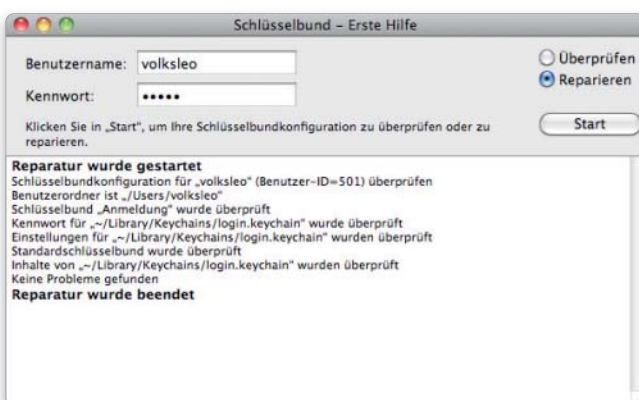 Schlüsselbund – Erste Hilfe
Benutzername: volksleo
Überprüfen
Reparieren
Kennwort: •••••
Klicken Sie in „Start“, um Ihre Schlüsselbundkonfiguration zu überprüfen oder zu
reparieren.
Start
Reparatur wurde gestartet
Schlüsselbundkonfiguration für „volksleo“ (Benutzer-ID=501) überprüfen
Benutzerordner ist „/Users/volksleo“
Schlüsselbund „Anmeldung“ wurde überprüft
Kennwort für „~/Library/Keychains/login.keychain“ wurde überprüft
Einstellungen für „~/Library/Keychains/login.keychain“ wurden überprüft
Standardschlüsselbund wurde überprüft
Inhalte von „~/Library/Keychains/login.keychain“ wurden überprüft
Keine Probleme gefunden
Reparatur wurde beendet